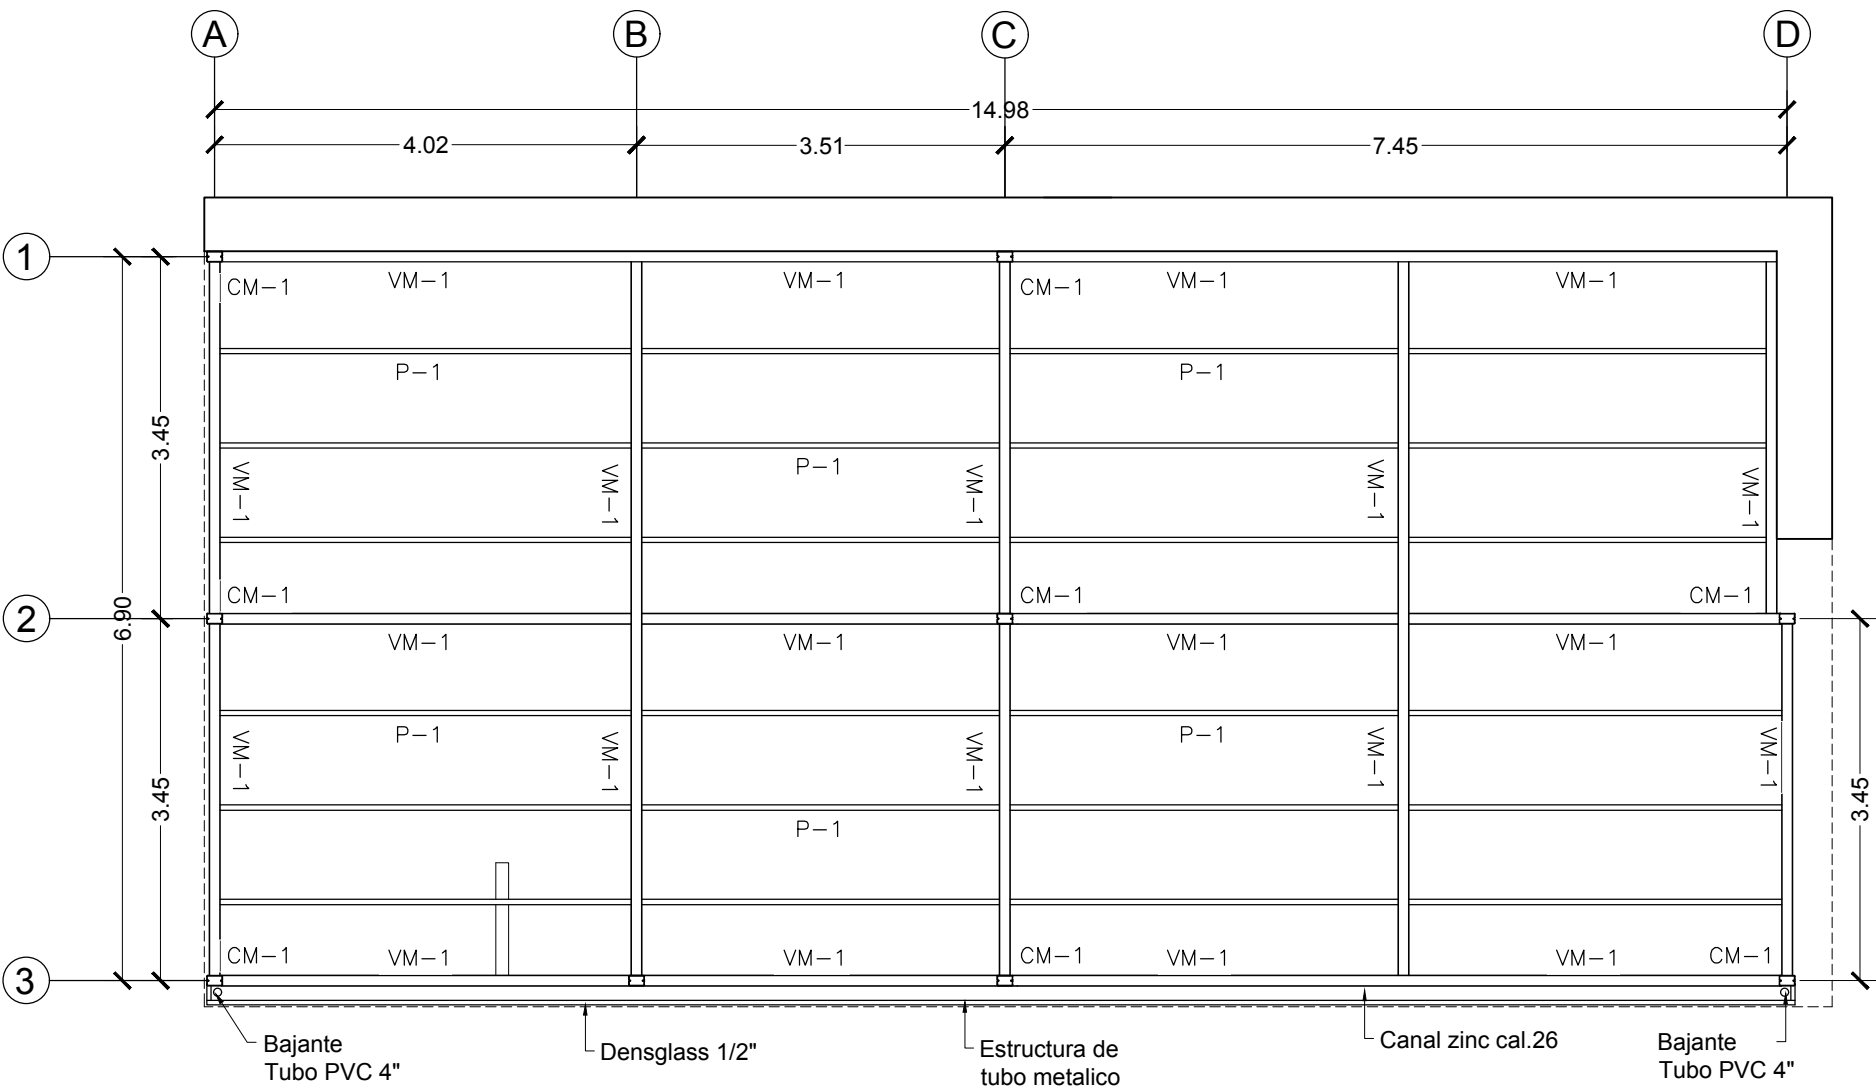 A B C D
14.98
4.02 3.51 7.45
1
CM-1 VM-1 VM-1 CM-1 VM-1 VM-1
P-1 P-1
3.45
P-1
VM-1 VM-1 VM-1 VM-1 VM-1
6.90
CM-1 CM-1 CM-1
2
VM-1 VM-1 VM-1 VM-1
P-1 P-1
VM-1 VM-1 VM-1 VM-1 VM-1
3.45 3.45
P-1
CM-1 VM-1 VM-1 CM-1 VM-1 VM-1 CM-1
3
Bajante
Tubo PVC 4"
Densglass 1/2"
Estructura de
tubo metalico
Canal zinc cal.26
Bajante
Tubo PVC 4"